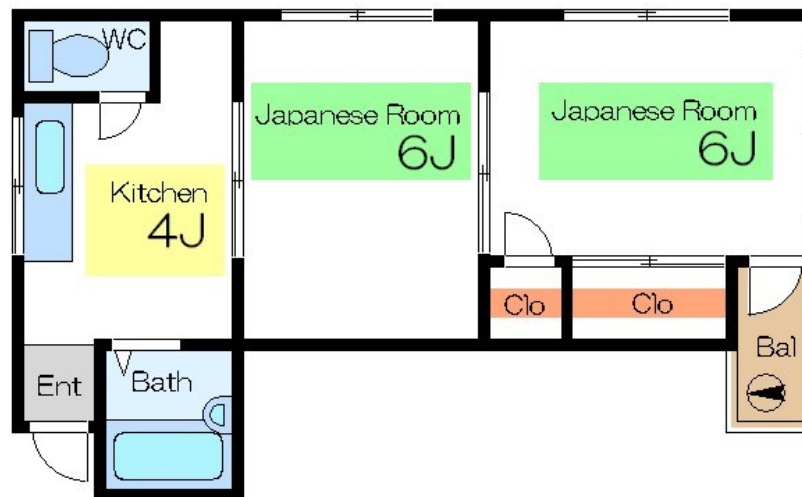 WC
Japanese Room
6J
Japanese Room
6J
Kitchen
4J
Clo
Clo
Bal
Ent
Bath